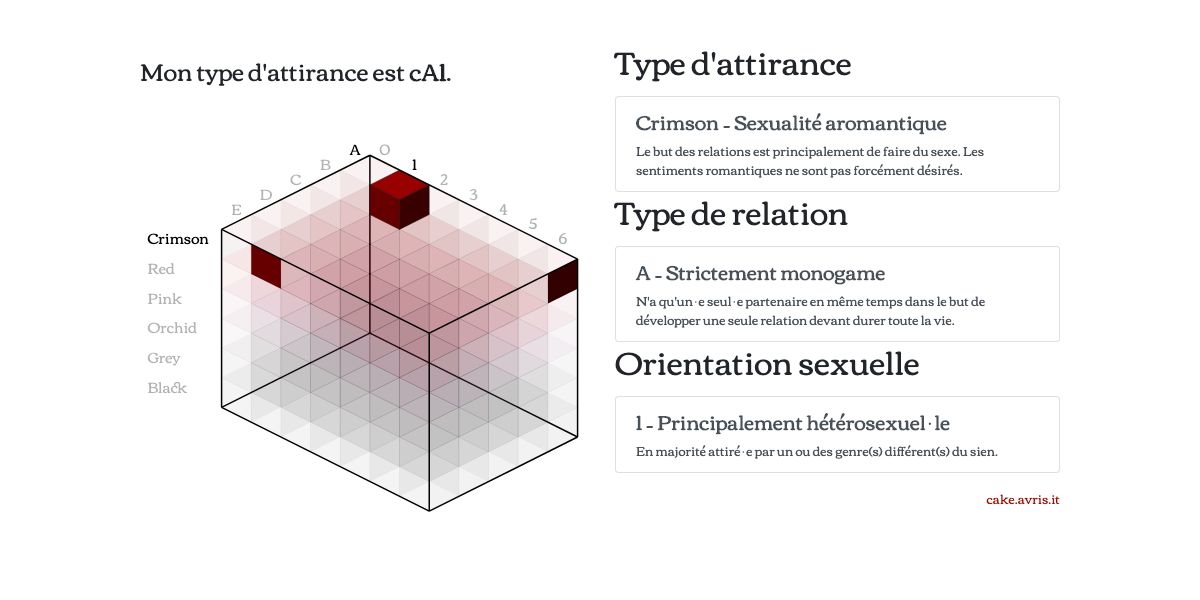 Mon type d'attirance est cA1.
A
O
B
1
C
2
D
3
E
4
5
6
Crimson
Red
Pink
Orchid
Grey
Black
Type d'attirance
Crimson - Sexualité aromantique
Le but des relations est principalement de faire du sexe. Les
sentiments romantiques ne sont pas forcément désirés.
Type de relation
A - Strictement monogame
N'a qu'un·e seul·e partenaire en même temps dans le but de
développer une seule relation devant durer toute la vie.
Orientation sexuelle
1 - Principalement hétérosexuel·le
En majorité attiré·e par un ou des genre(s) différent(s) du sien.
cake.avris.it